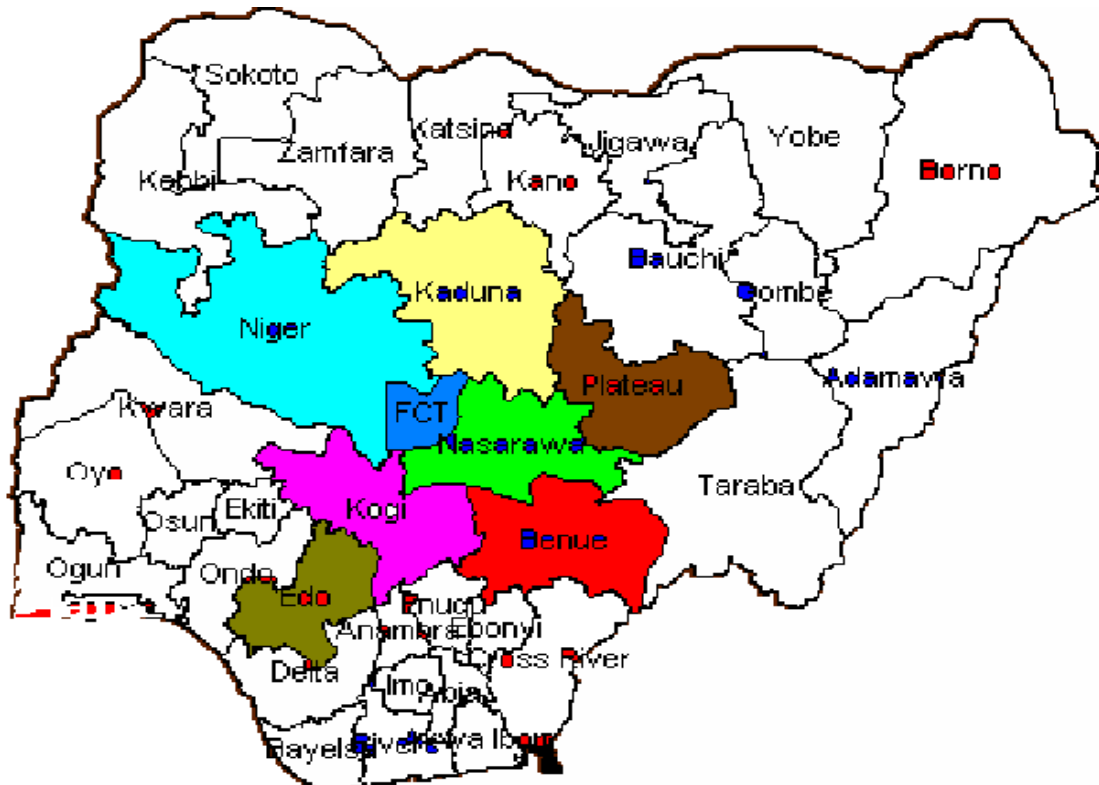 Sokoto
Katsina
Jigawa
Yobe
Zamfara
Kebbi
Kano
Borno
Bauchi
Gombe
Kaduna
Niger
Adamawa
Plateau
FCT
Kwara
Nasarawa
Oyo
Taraba
Ekiti
Kogi
Osun
Benue
Ogun
Ondo
Edo
Enugu
Anambra
Ebonyi
Cross River
Delta
Imo
Abia
Bayelsa
Rivers
Akwa Ibom